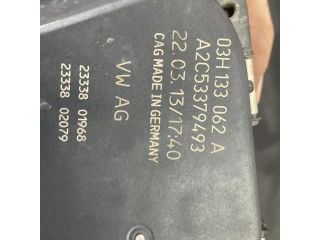 03H 133 062 A
A2C53379493
22.03.13/17:40
CAG MADE IN GERMANY
VW AG
23338 01968
23338 02079